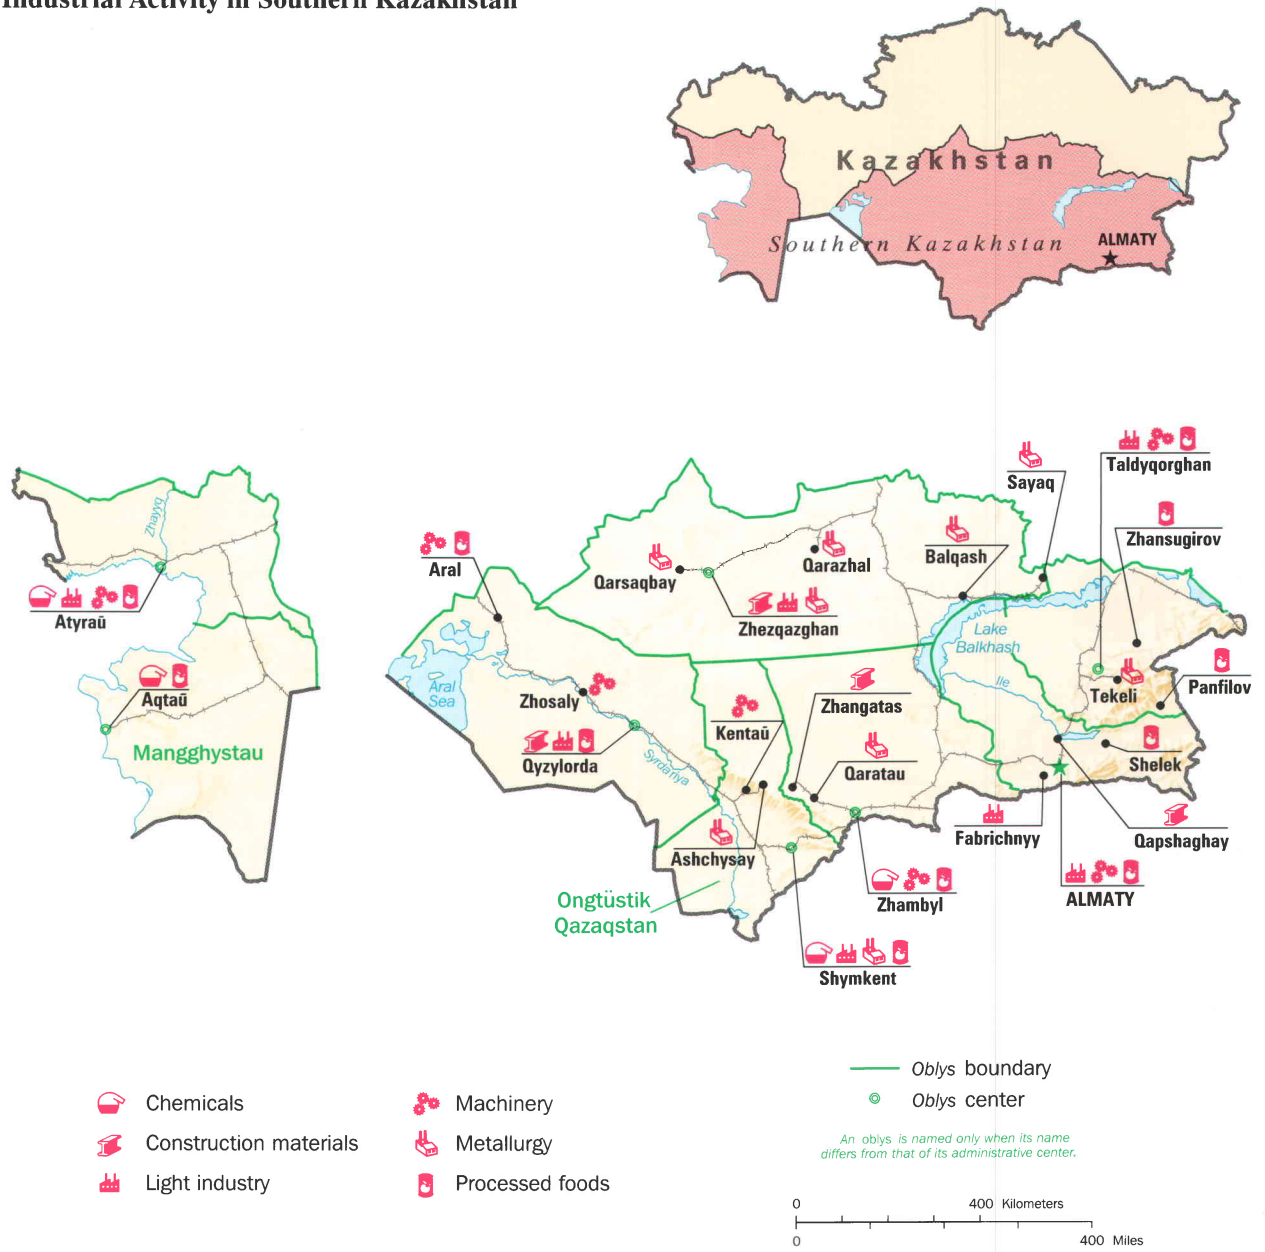 Industrial Activity in Southern Kazakhstan
Kazakhstan
Southern Kazakhstan
ALMATY
Zhayyq
Atyraū
Aqtaū
Mangghystau
Aral
Aral
Sea
Zhosaly
Qyzylorda
Syrdariya
Qarsaqbay
Zhezqazghan
Qarazhal
Balqash
Sayaq
Taldyqorghan
Zhansugirov
Lake
Balkhash
Ile
Tekeli
Panfilov
Shelek
Qapshaghay
Fabrichnyy
ALMATY
Kentaū
Zhangatas
Qaratau
Ashchysay
Zhambyl
Shymkent
Ongtüstik
Qazaqstan
Chemicals
Construction materials
Light industry
Machinery
Metallurgy
Processed foods
Oblys boundary
Oblys center
An oblys is named only when its name
differs from that of its administrative center.
0 400 Kilometers
0 400 Miles